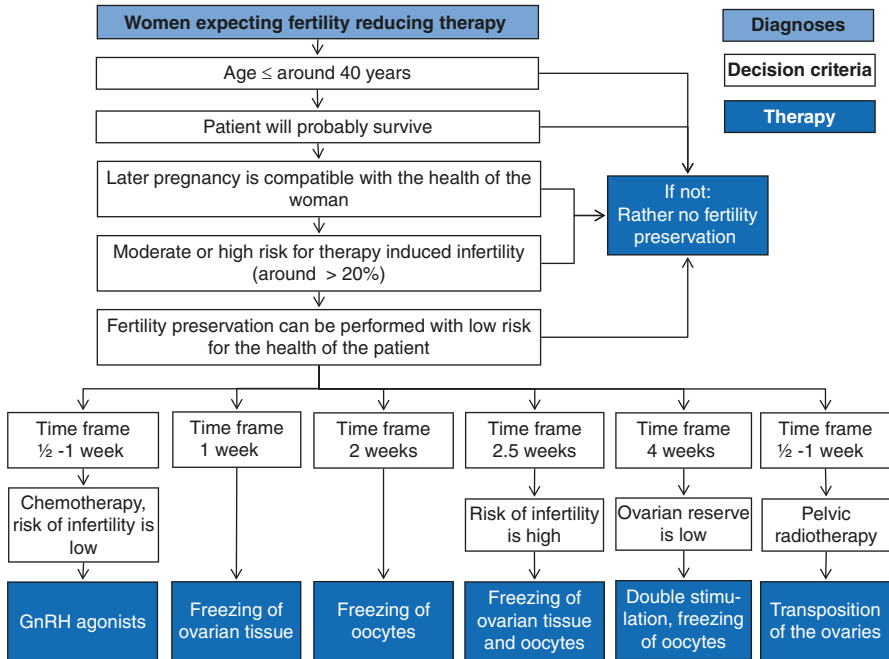 Women expecting fertility reducing therapy
Diagnoses
Decision criteria
Therapy
Age ≤ around 40 years
Patient will probably survive
Later pregnancy is compatible with the health of the
woman
Moderate or high risk for therapy induced infertility
(around > 20%)
Fertility preservation can be performed with low risk
for the health of the patient
If not:
Rather no fertility
preservation
Time frame
½ -1 week
Time frame
1 week
Time frame
2 weeks
Time frame
2.5 weeks
Time frame
4 weeks
Time frame
½ -1 week
Chemotherapy,
risk of infertility is
low
Risk of infertility
is high
Ovarian reserve
is low
Pelvic
radiotherapy
GnRH agonists
Freezing of
ovarian tissue
Freezing of
oocytes
Freezing of
ovarian tissue
and oocytes
Double stimu-
lation, freezing
of oocytes
Transposition
of the ovaries